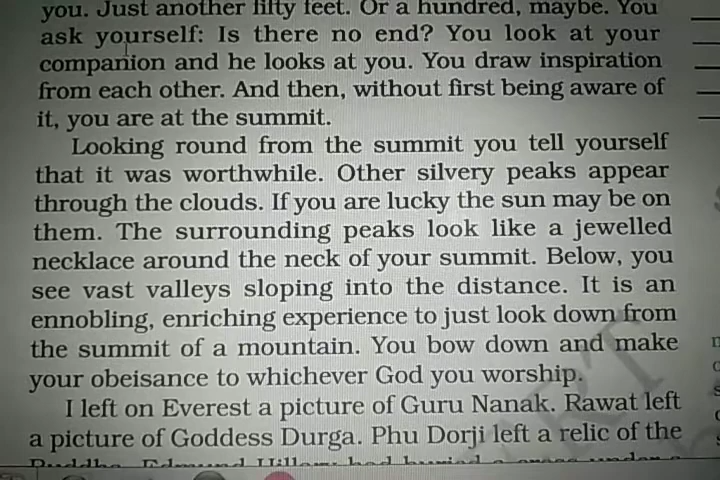 you. Just another fifty feet. Or a hundred, maybe. You
ask yourself: Is there no end? You look at your
companion and he looks at you. You draw inspiration
from each other. And then, without first being aware of
it, you are at the summit.
Looking round from the summit you tell yourself
that it was worthwhile. Other silvery peaks appear
through the clouds. If you are lucky the sun may be on
them. The surrounding peaks look like a jewelled
necklace around the neck of your summit. Below, you
see vast valleys sloping into the distance. It is an
ennobling, enriching experience to just look down from
the summit of a mountain. You bow down and make
your obeisance to whichever God you worship.
I left on Everest a picture of Guru Nanak. Rawat left
a picture of Goddess Durga. Phu Dorji left a relic of the
Buddha. Edmund Hillary had buried a cross under a